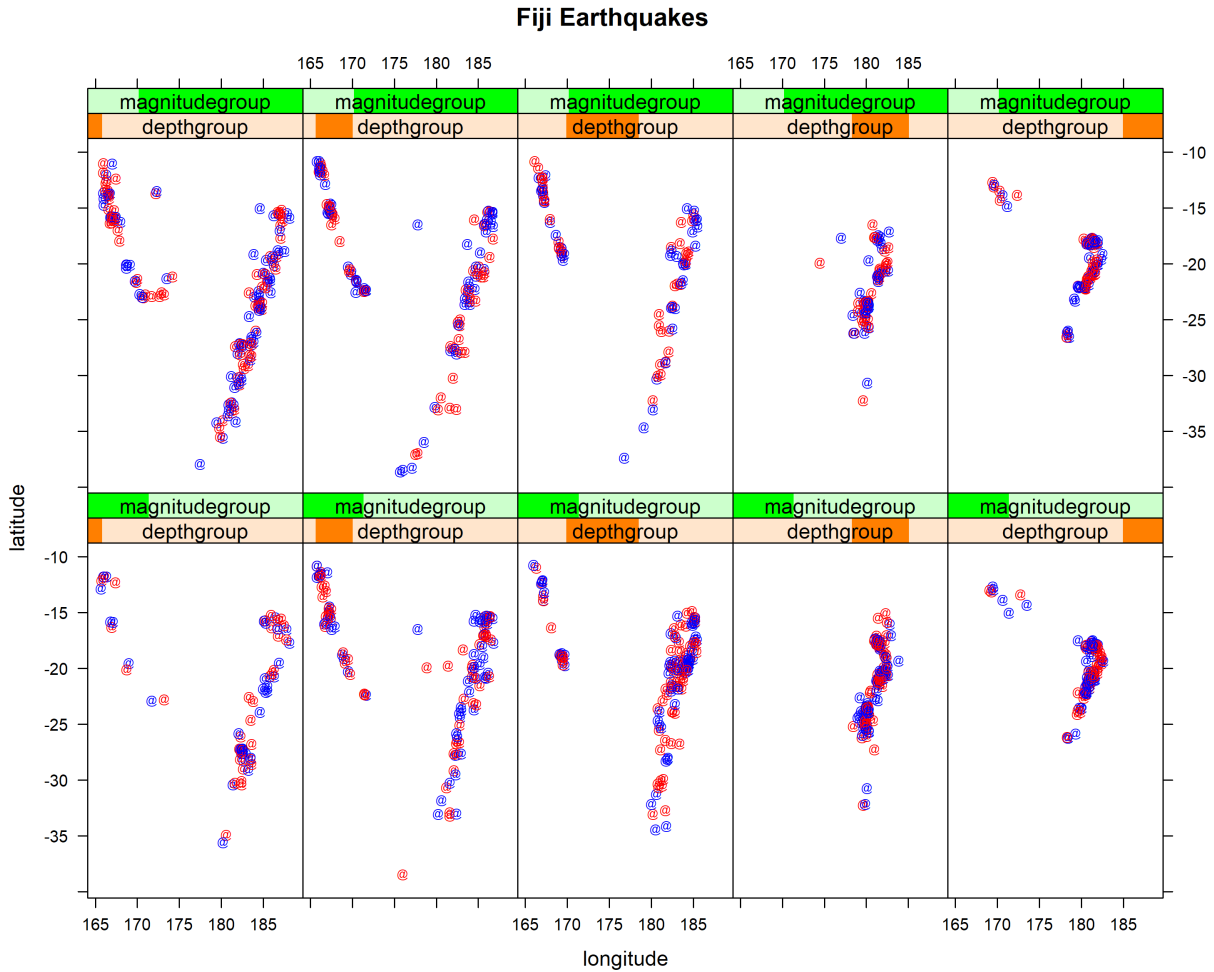 Fiji Earthquakes
165 170 175 180 185 165 170 175 180 185
magnitudegroup magnitudegroup magnitudegroup magnitudegroup magnitudegroup
depthgroup depthgroup depthgroup depthgroup depthgroup
-10
-15
-20
-25
-30
-35
magnitudegroup magnitudegroup magnitudegroup magnitudegroup magnitudegroup
depthgroup depthgroup depthgroup depthgroup depthgroup
latitude
-10
-15
-20
-25
-30
-35
165 170 175 180 185 165 170 175 180 185 165 170 175 180 185
longitude